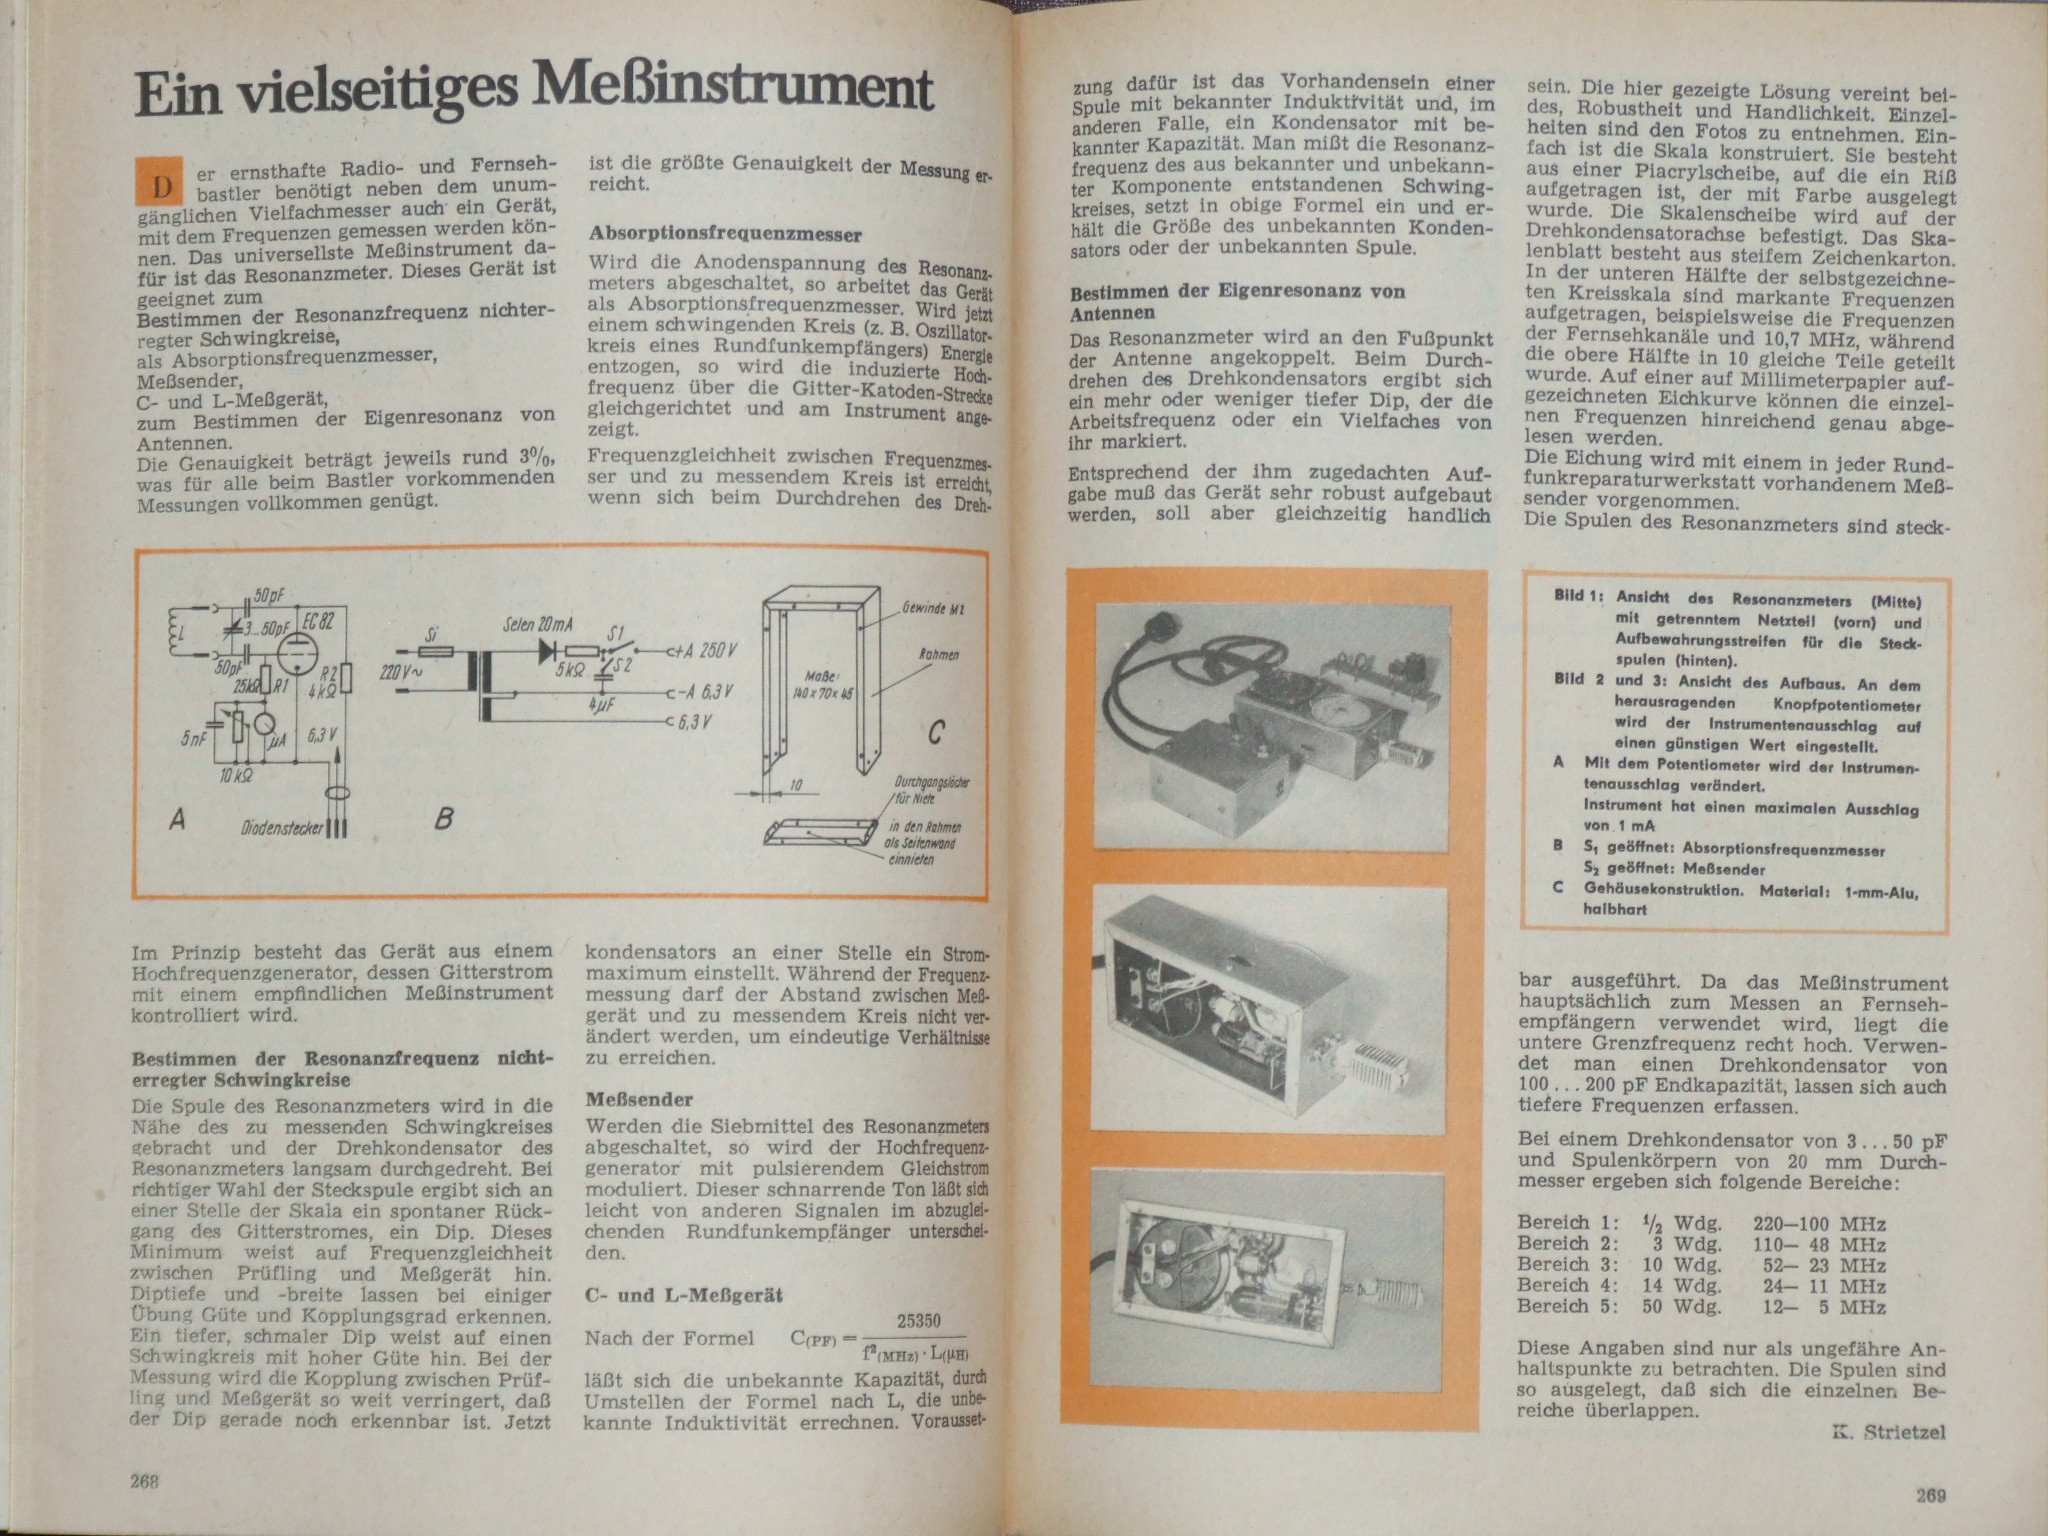 Ein vielseitiges Meßinstrument
Der ernsthafte Radio- und Fernseh-
bastler benötigt neben dem unum-
gänglichen Vielfachmesser auch ein Gerät,
mit dem Frequenzen gemessen werden kön-
nen. Das universellste Meßinstrument da-
für ist das Resonanzmeter. Dieses Gerät ist
geeignet zum
Bestimmen der Resonanzfrequenz nichter-
regter Schwingkreise,
als Absorptionsfrequenzmesser,
Meßsender,
C- und L-Meßgerät,
zum Bestimmen der Eigenresonanz von
Antennen.
Die Genauigkeit beträgt jeweils rund 3%,
was für alle beim Bastler vorkommenden
Messungen vollkommen genügt.
ist die größte Genauigkeit der Messung er-
reicht.
Absorptionsfrequenzmesser
Wird die Anodenspannung des Resonanz-
meters abgeschaltet, so arbeitet das Gerät
als Absorptionsfrequenzmesser. Wird jetzt
einem schwingenden Kreis (z. B. Oszillator-
kreis eines Rundfunkempfängers) Energie
entzogen, so wird die induzierte Hoch-
frequenz über die Gitter-Katoden-Strecke
gleichgerichtet und am Instrument ange-
zeigt.
Frequenzgleichheit zwischen Frequenzmes-
ser und zu messendem Kreis ist erreicht,
wenn sich beim Durchdrehen des Dreh-
50pF
L
3...50pF
EC82
50pF
25kΩ
R1
R2
4kΩ
5nF
µA
6,3V
10kΩ
A
Diodenstecker
Si
220V~
Selen 20mA
S1
5kΩ
S2
4µF
+A 250V
-A 6,3V
6,3V
B
Gewinde M2
Rahmen
Maße:
140x70x45
C
10
Durchgangslöcher
für Niete
in den Rahmen
als Seitenwand
einnieten
Im Prinzip besteht das Gerät aus einem
Hochfrequenzgenerator, dessen Gitterstrom
mit einem empfindlichen Meßinstrument
kontrolliert wird.
Bestimmen der Resonanzfrequenz nicht-
erregter Schwingkreise
Die Spule des Resonanzmeters wird in die
Nähe des zu messenden Schwingkreises
gebracht und der Drehkondensator des
Resonanzmeters langsam durchgedreht. Bei
richtiger Wahl der Steckspule ergibt sich an
einer Stelle der Skala ein spontaner Rück-
gang des Gitterstromes, ein Dip. Dieses
Minimum weist auf Frequenzgleichheit
zwischen Prüfling und Meßgerät hin.
Diptiefe und -breite lassen bei einiger
Übung Güte und Kopplungsgrad erkennen.
Ein tiefer, schmaler Dip weist auf einen
Schwingkreis mit hoher Güte hin. Bei der
Messung wird die Kopplung zwischen Prüf-
ling und Meßgerät so weit verringert, daß
der Dip gerade noch erkennbar ist. Jetzt
kondensators an einer Stelle ein Strom-
maximum einstellt. Während der Frequenz-
messung darf der Abstand zwischen Meß-
gerät und zu messendem Kreis nicht ver-
ändert werden, um eindeutige Verhältnisse
zu erreichen.
Meßsender
Werden die Siebmittel des Resonanzmeters
abgeschaltet, so wird der Hochfrequenz-
generator mit pulsierendem Gleichstrom
moduliert. Dieser schnarrende Ton läßt sich
leicht von anderen Signalen im abzuglei-
chenden Rundfunkempfänger unterschei-
den.
C- und L-Meßgerät
Nach der Formel C(PF) = 25350 / f²(MHz) · L(µH)
läßt sich die unbekannte Kapazität, durch
Umstellen der Formel nach L, die unbe-
kannte Induktivität errechnen. Vorausset-
268
zung dafür ist das Vorhandensein einer
Spule mit bekannter Induktivität und, im
anderen Falle, ein Kondensator mit be-
kannter Kapazität. Man mißt die Resonanz-
frequenz des aus bekannter und unbekann-
ter Komponente entstandenen Schwing-
kreises, setzt in obige Formel ein und er-
hält die Größe des unbekannten Konden-
sators oder der unbekannten Spule.
Bestimmen der Eigenresonanz von
Antennen
Das Resonanzmeter wird an den Fußpunkt
der Antenne angekoppelt. Beim Durch-
drehen des Drehkondensators ergibt sich
ein mehr oder weniger tiefer Dip, der die
Arbeitsfrequenz oder ein Vielfaches von
ihr markiert.
Entsprechend der ihm zugedachten Auf-
gabe muß das Gerät sehr robust aufgebaut
werden, soll aber gleichzeitig handlich
sein. Die hier gezeigte Lösung vereint bei-
des, Robustheit und Handlichkeit. Einzel-
heiten sind den Fotos zu entnehmen. Ein-
fach ist die Skala konstruiert. Sie besteht
aus einer Piacrylscheibe, auf die ein Riß
aufgetragen ist, der mit Farbe ausgelegt
wurde. Die Skalenscheibe wird auf der
Drehkondensatorachse befestigt. Das Ska-
lenblatt besteht aus steifem Zeichenkarton.
In der unteren Hälfte der selbstgezeichne-
ten Kreisskala sind markante Frequenzen
aufgetragen, beispielsweise die Frequenzen
der Fernsehkanäle und 10,7 MHz, während
die obere Hälfte in 10 gleiche Teile geteilt
wurde. Auf einer auf Millimeterpapier auf-
gezeichneten Eichkurve können die einzel-
nen Frequenzen hinreichend genau abge-
lesen werden.
Die Eichung wird mit einem in jeder Rund-
funkreparaturwerkstatt vorhandenem Meß-
sender vorgenommen.
Die Spulen des Resonanzmeters sind steck-
Bild 1: Ansicht des Resonanzmeters (Mitte)
mit getrenntem Netzteil (vorn) und
Aufbewahrungsstreifen für die Steck-
spulen (hinten).
Bild 2 und 3: Ansicht des Aufbaus. An dem
herausragenden Knopfpotentiometer
wird der Instrumentenausschlag auf
einen günstigen Wert eingestellt.
A Mit dem Potentiometer wird der Instrumen-
tenausschlag verändert.
Instrument hat einen maximalen Ausschlag
von 1 mA
B S₁ geöffnet: Absorptionsfrequenzmesser
S₂ geöffnet: Meßsender
C Gehäusekonstruktion. Material: 1-mm-Alu,
halbhart
bar ausgeführt. Da das Meßinstrument
hauptsächlich zum Messen an Fernseh-
empfängern verwendet wird, liegt die
untere Grenzfrequenz recht hoch. Verwen-
det man einen Drehkondensator von
100 . . . 200 pF Endkapazität, lassen sich auch
tiefere Frequenzen erfassen.
Bei einem Drehkondensator von 3 . . . 50 pF
und Spulenkörpern von 20 mm Durch-
messer ergeben sich folgende Bereiche:
Bereich 1: ½ Wdg. 220—100 MHz
Bereich 2: 3 Wdg. 110— 48 MHz
Bereich 3: 10 Wdg. 52— 23 MHz
Bereich 4: 14 Wdg. 24— 11 MHz
Bereich 5: 50 Wdg. 12— 5 MHz
Diese Angaben sind nur als ungefähre An-
haltspunkte zu betrachten. Die Spulen sind
so ausgelegt, daß sich die einzelnen Be-
reiche überlappen.
K. Strietzel
269